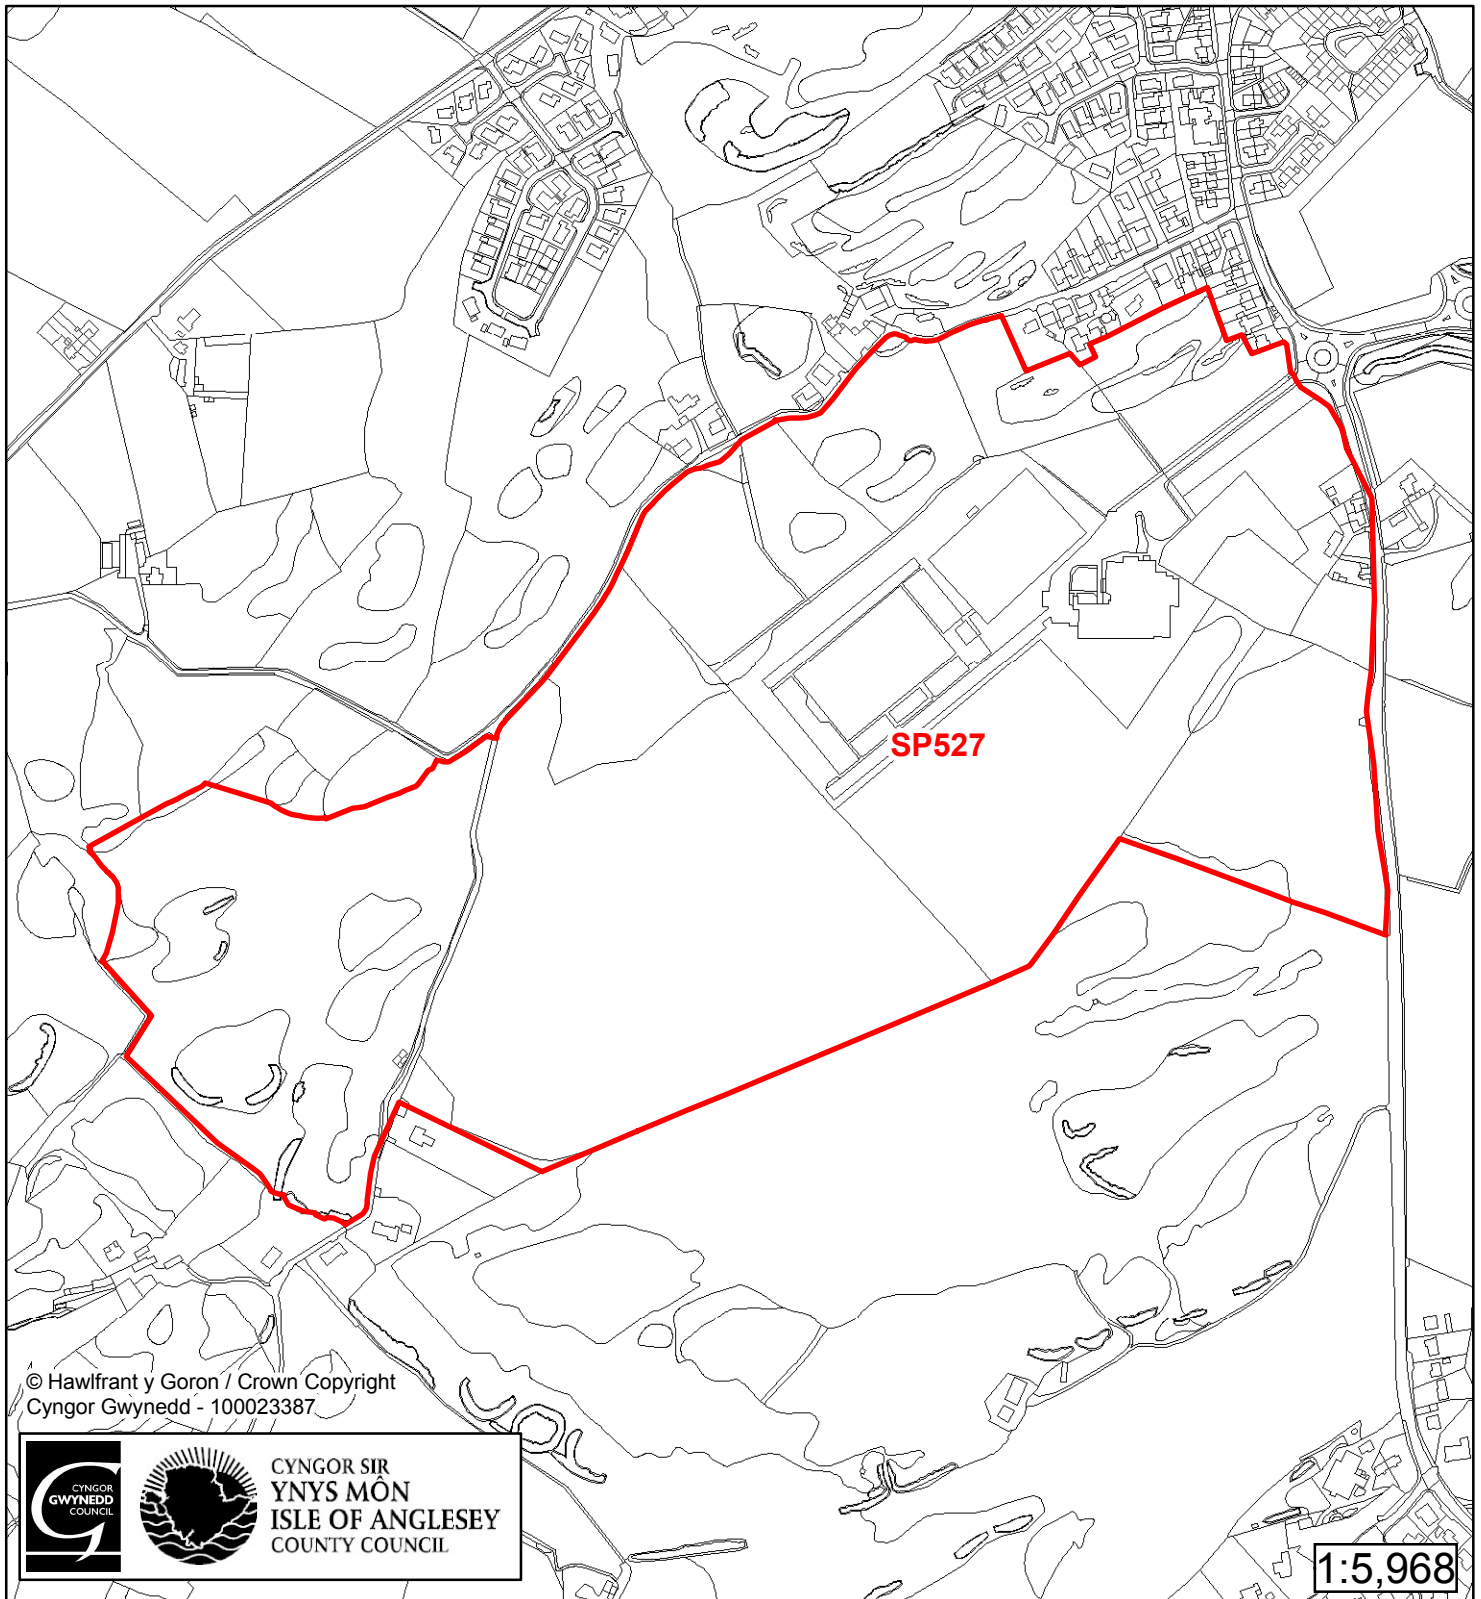 SP527
© Hawlfrant y Goron / Crown Copyright
Cyngor Gwynedd - 100023387
CYNGOR
GWYNEDD
COUNCIL
CYNGOR SIR
YNYS MÔN
ISLE OF ANGLESEY
COUNTY COUNCIL
1:5,968